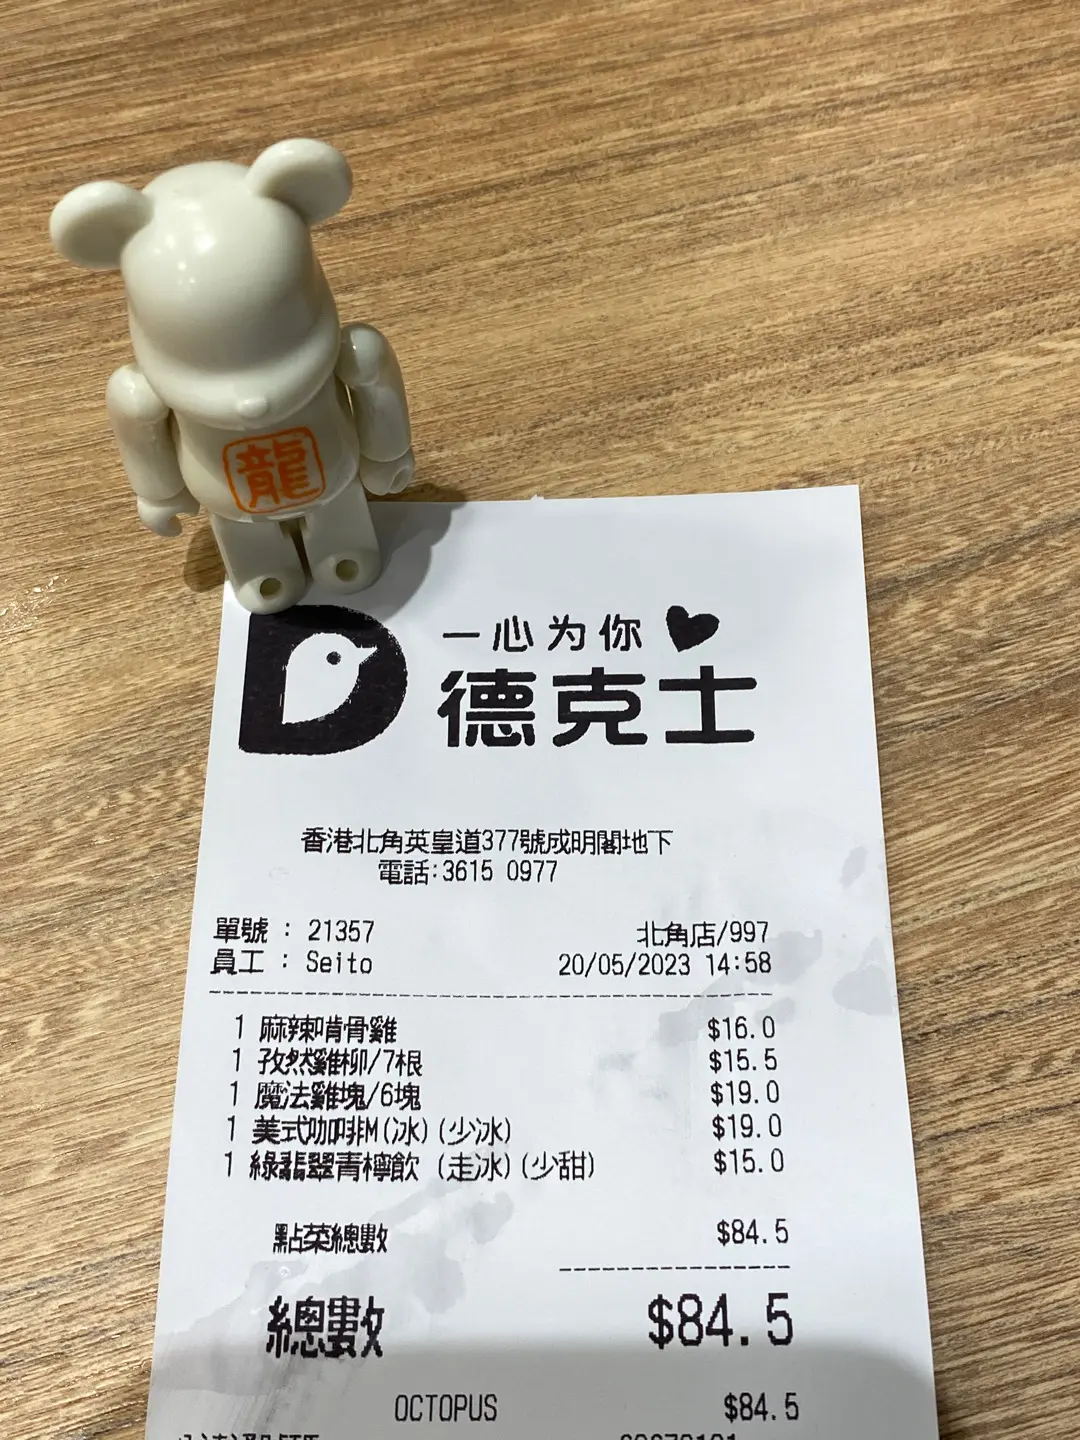 龍
一心为你
德克士
香港北角英皇道377號成明閣地下
電話:3615 0977
單號 : 21357 北角店/997
員工 : Seito 20/05/2023 14:58
1 麻辣啃骨雞 $16.0
1 孜然雞柳/7根 $15.5
1 魔法雞塊/6塊 $19.0
1 美式咖啡M(冰)(少冰) $19.0
1 綠翡翠青檸飲 (走冰)(少甜) $15.0
點菜總數 $84.5
總數 $84.5
OCTOPUS $84.5